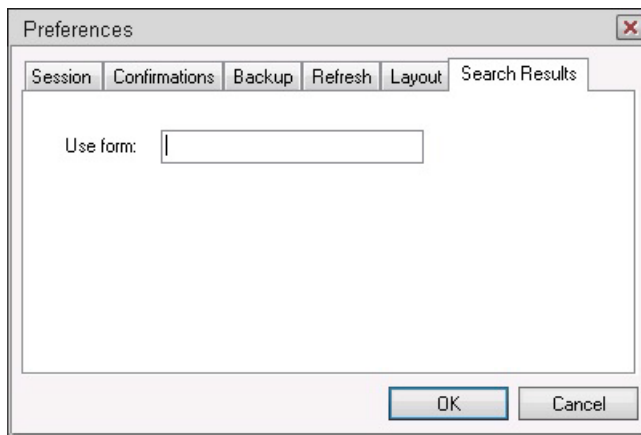 Preferences
Session Confirmations Backup Refresh Layout Search Results
Use form:
OK Cancel